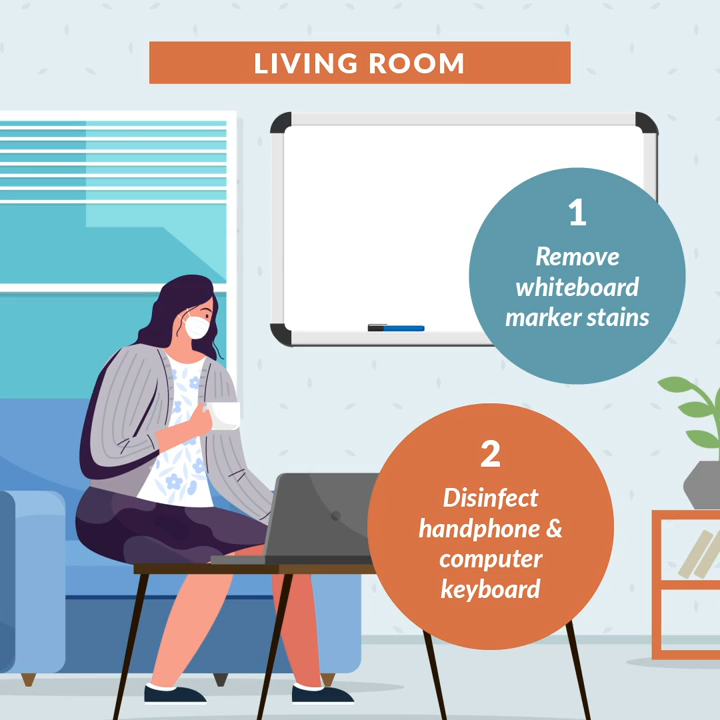 LIVING ROOM
1
Remove
whiteboard
marker stains
2
Disinfect
handphone &
computer
keyboard